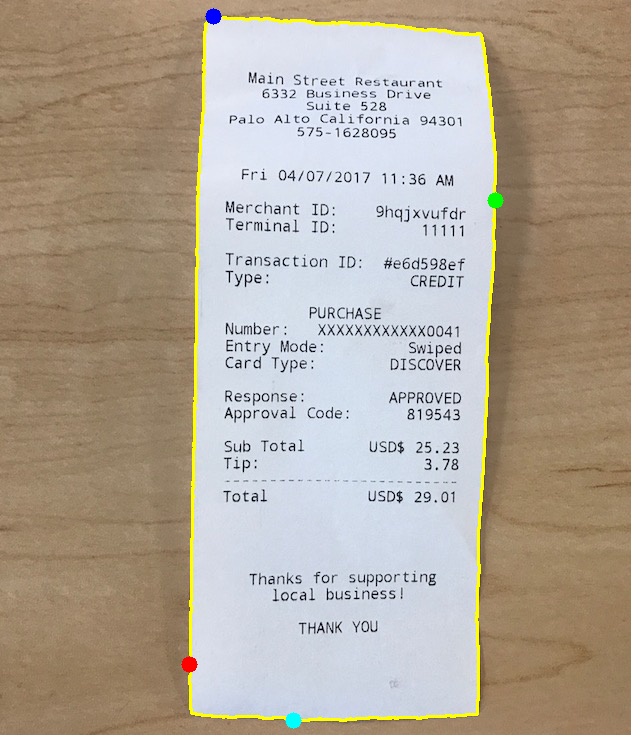 Main Street Restaurant
6332 Business Drive
Suite 528
Palo Alto California 94301
575-1628095
Fri 04/07/2017 11:36 AM
Merchant ID: 9hqjxvufdr
Terminal ID: 11111
Transaction ID: #e6d598ef
Type: CREDIT
PURCHASE
Number: XXXXXXXXXXXX0041
Entry Mode: Swiped
Card Type: DISCOVER
Response: APPROVED
Approval Code: 819543
Sub Total USD$ 25.23
Tip: 3.78
--------------------------------
Total USD$ 29.01
Thanks for supporting
local business!
THANK YOU